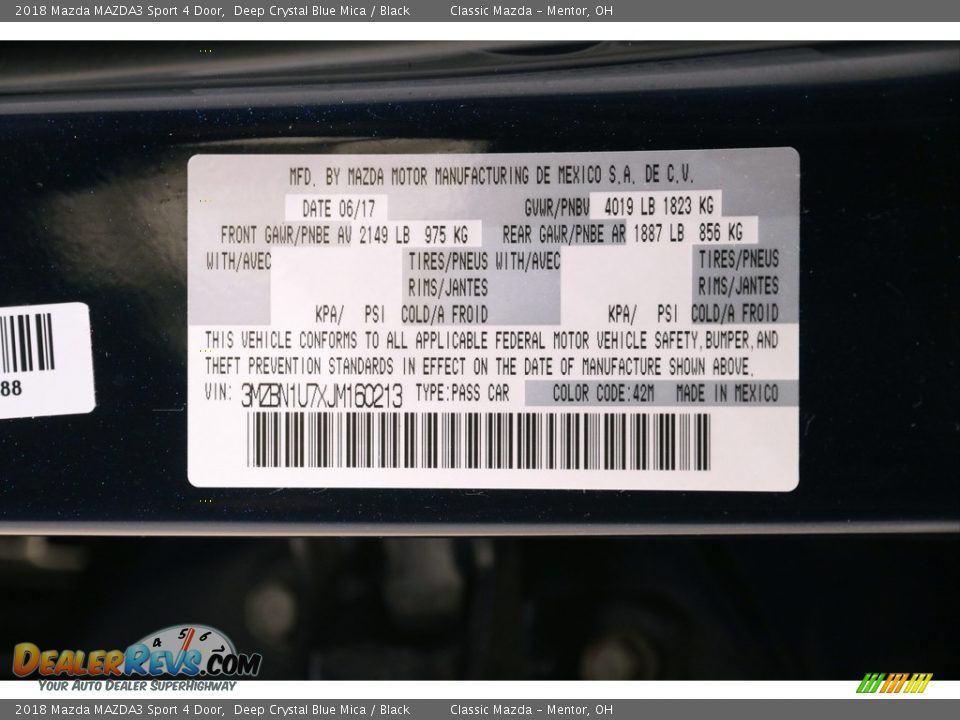 2018 Mazda MAZDA3 Sport 4 Door,  Deep Crystal Blue Mica / Black    Classic Mazda – Mentor, OH
MFD. BY MAZDA MOTOR MANUFACTURING DE MEXICO S.A. DE C.V.
DATE 06/17    GVWR/PNBV 4019 LB 1823 KG
FRONT GAWR/PNBE AV 2149 LB 975 KG    REAR GAWR/PNBE AR 1887 LB 856 KG
WITH/AVEC    TIRES/PNEUS WITH/AVEC    TIRES/PNEUS
RIMS/JANTES    RIMS/JANTES
KPA/ PSI COLD/A FROID    KPA/ PSI COLD/A FROID
THIS VEHICLE CONFORMS TO ALL APPLICABLE FEDERAL MOTOR VEHICLE SAFETY,BUMPER,AND
THEFT PREVENTION STANDARDS IN EFFECT ON THE DATE OF MANUFACTURE SHOWN ABOVE.
VIN: 3MZBN1U7XJM160213 TYPE:PASS CAR    COLOR CODE:42M    MADE IN MEXICO
88
4 5 6
DEALERREVS.COM
YOUR AUTO DEALER SUPERHIGHWAY
2018 Mazda MAZDA3 Sport 4 Door,  Deep Crystal Blue Mica / Black    Classic Mazda – Mentor, OH